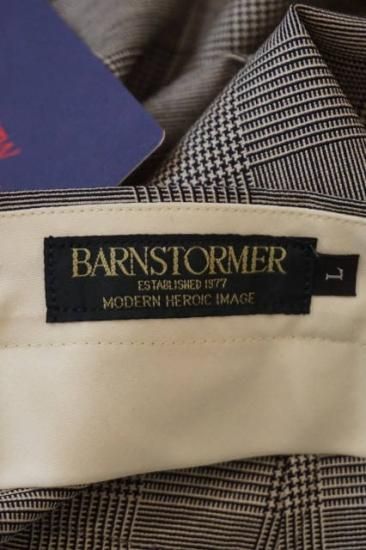 BARNSTORMER
ESTABLISHED 1977
MODERN HEROIC IMAGE
L